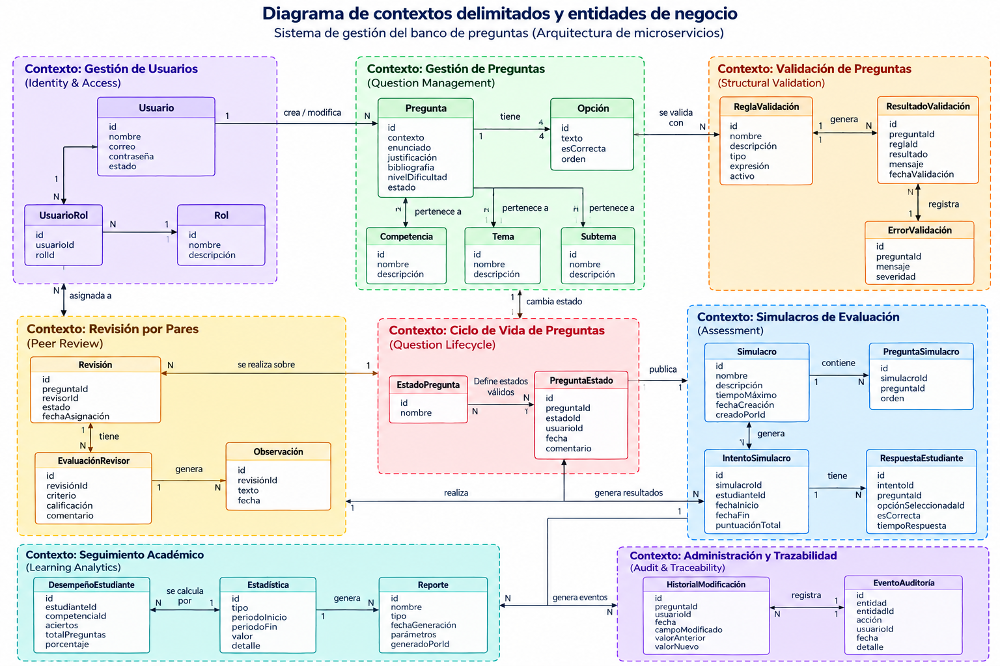 Diagrama de contextos delimitados y entidades de negocio
Sistema de gestión del banco de preguntas (Arquitectura de microservicios)
Contexto: Gestión de Usuarios
(Identity & Access)
Usuario
id
nombre
correo
contraseña
estado
1
N
UsuarioRol
id
usuarioId
rolId
N
1
1
Rol
id
nombre
descripción
1
crea / modifica
N
Contexto: Gestión de Preguntas
(Question Management)
Pregunta
id
contexto
enunciado
justificación
bibliografía
nivelDificultad
estado
tiene
4
1
4
Opción
id
texto
esCorrecta
orden
N
pertenece a
N
pertenece a
N
pertenece a
Competencia
id
nombre
descripción
Tema
id
nombre
descripción
Subtema
id
nombre
descripción
se valida
con
N
Contexto: Validación de Preguntas
(Structural Validation)
ReglaValidación
id
nombre
descripción
tipo
expresión
activo
1
genera
N
1
ResultadoValidación
id
preguntaId
reglaId
resultado
mensaje
fechaValidación
N
registra
1
ErrorValidación
id
preguntaId
mensaje
severidad
N
asignada a
1
cambia estado
Contexto: Revisión por Pares
(Peer Review)
Revisión
id
preguntaId
revisorId
estado
fechaAsignación
N
se realiza sobre
1
1
tiene
N
EvaluaciónRevisor
id
revisiónId
criterio
calificación
comentario
genera
1
N
Observación
id
revisiónId
texto
fecha
Contexto: Ciclo de Vida de Preguntas
(Question Lifecycle)
EstadoPregunta
id
nombre
Define estados
válidos
N
N
1
PreguntaEstado
id
preguntaId
estadoId
usuarioId
fecha
comentario
publica
1
1
Contexto: Simulacros de Evaluación
(Assessment)
Simulacro
id
nombre
descripción
tiempoMáximo
fechaCreación
creadoPorId
contiene
1
N
PreguntaSimulacro
id
simulacroId
preguntaId
orden
genera
N
IntentoSimulacro
id
simulacroId
estudianteId
fechaInicio
fechaFin
puntuaciónTotal
tiene
1
N
RespuestaEstudiante
id
intentoId
preguntaId
opciónSeleccionadaId
esCorrecta
tiempoRespuesta
realiza
genera resultados
N
1
1
Contexto: Seguimiento Académico
(Learning Analytics)
DesempeñoEstudiante
id
estudianteId
competenciaId
aciertos
totalPreguntas
porcentaje
se calcula
por
N
1
Estadística
id
tipo
periodoInicio
periodoFin
valor
detalle
genera
N
1
Reporte
id
nombre
tipo
fechaGeneración
parámetros
generadoPorId
N
genera eventos
N
Contexto: Administración y Trazabilidad
(Audit & Traceability)
HistorialModificación
id
preguntaId
usuarioId
fecha
campoModificado
valorAnterior
valorNuevo
registra
1
N
1
EventoAuditoría
id
entidad
entidadId
acción
usuarioId
fecha
detalle